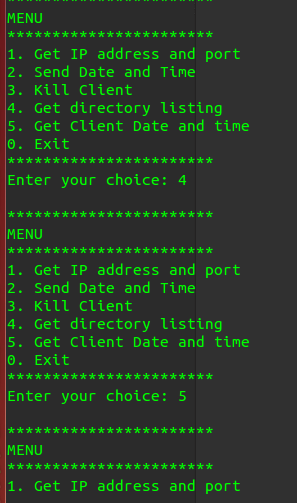 ***********************
MENU
***********************
1. Get IP address and port
2. Send Date and Time
3. Kill Client
4. Get directory listing
5. Get Client Date and time
0. Exit
***********************
Enter your choice: 4
***********************
MENU
***********************
1. Get IP address and port
2. Send Date and Time
3. Kill Client
4. Get directory listing
5. Get Client Date and time
0. Exit
***********************
Enter your choice: 5
***********************
MENU
***********************
1. Get IP address and port